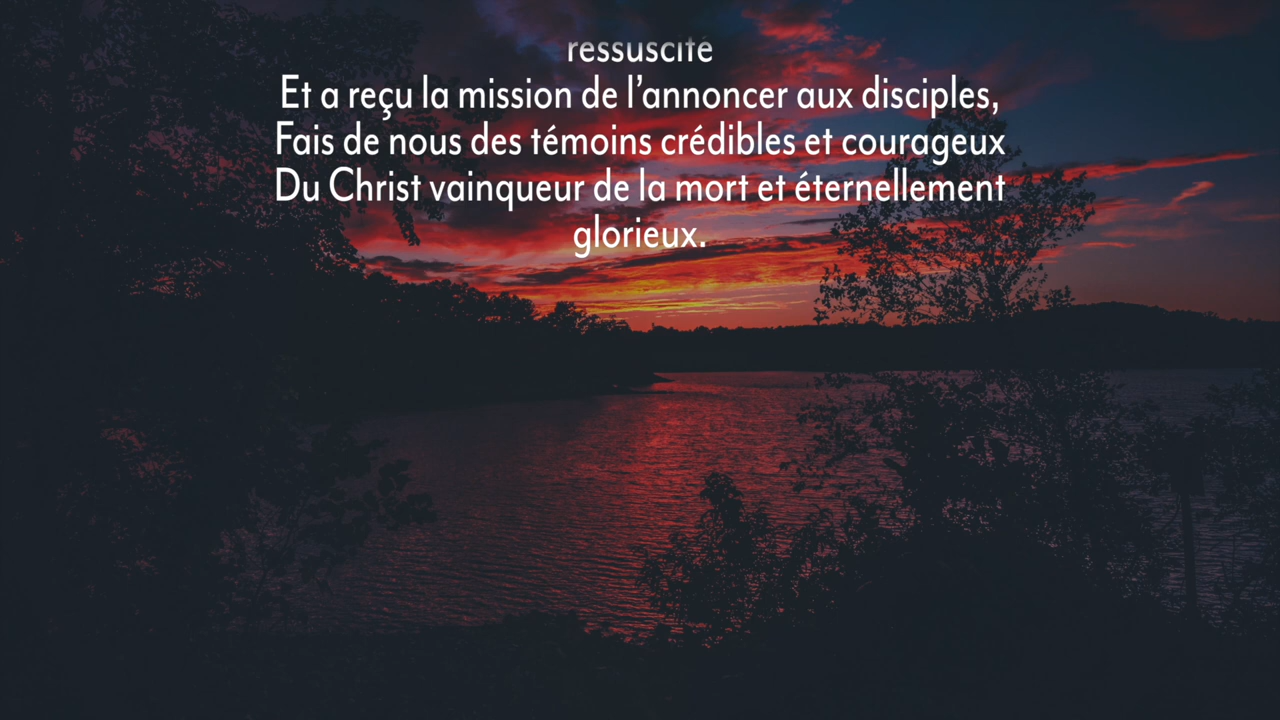 ressuscité
Et a reçu la mission de l’annoncer aux disciples,
Fais de nous des témoins crédibles et courageux
Du Christ vainqueur de la mort et éternellement
glorieux.